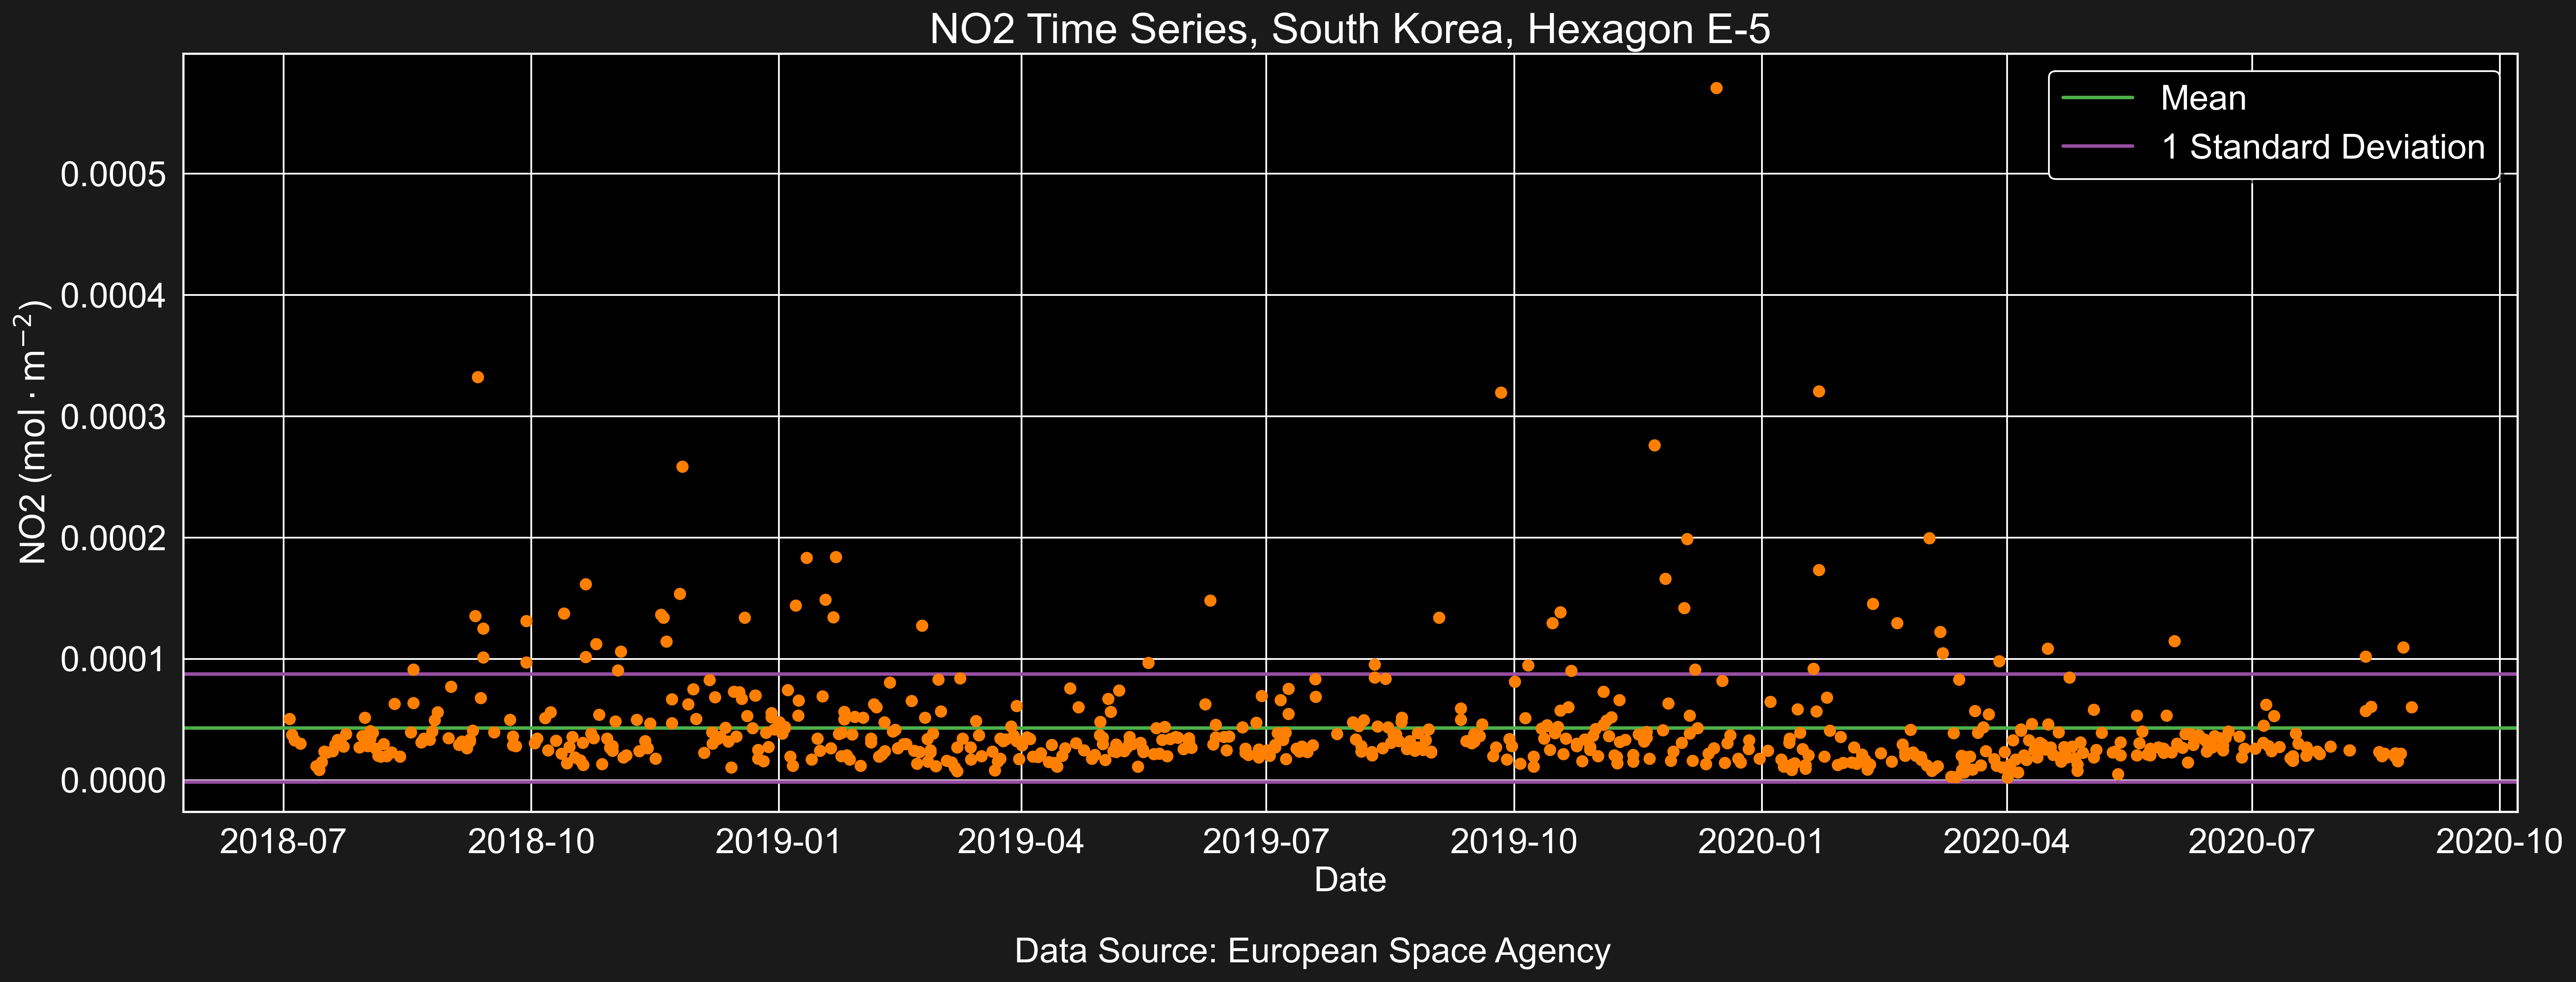 NO2 Time Series, South Korea, Hexagon E-5
Mean
1 Standard Deviation
NO2 (mol · m⁻²)
0.0005
0.0004
0.0003
0.0002
0.0001
0.0000
2018-07 2018-10 2019-01 2019-04 2019-07 2019-10 2020-01 2020-04 2020-07 2020-10
Date
Data Source: European Space Agency